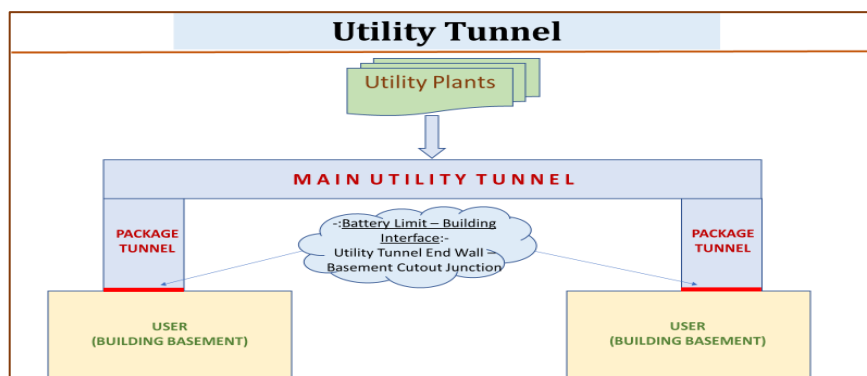 Utility Tunnel
Utility Plants
MAIN UTILITY TUNNEL
PACKAGE
TUNNEL
-:Battery Limit – Building
Interface:-
Utility Tunnel End Wall –
Basement Cutout Junction
PACKAGE
TUNNEL
USER
(BUILDING BASEMENT)
USER
(BUILDING BASEMENT)